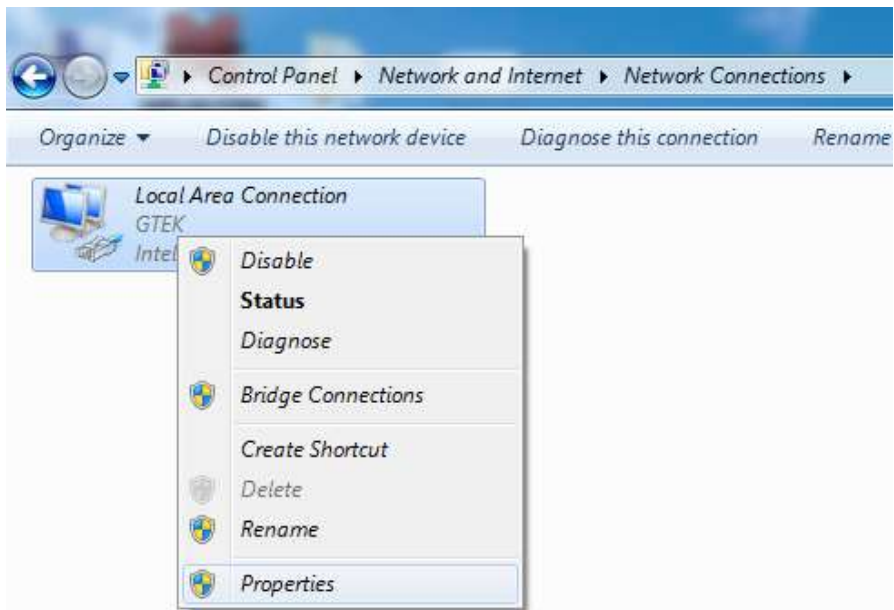 Control Panel Network and Internet Network Connections
Organize Disable this network device Diagnose this connection Rename
Local Area Connection
GTEK
Intel
Disable
Status
Diagnose
Bridge Connections
Create Shortcut
Delete
Rename
Properties